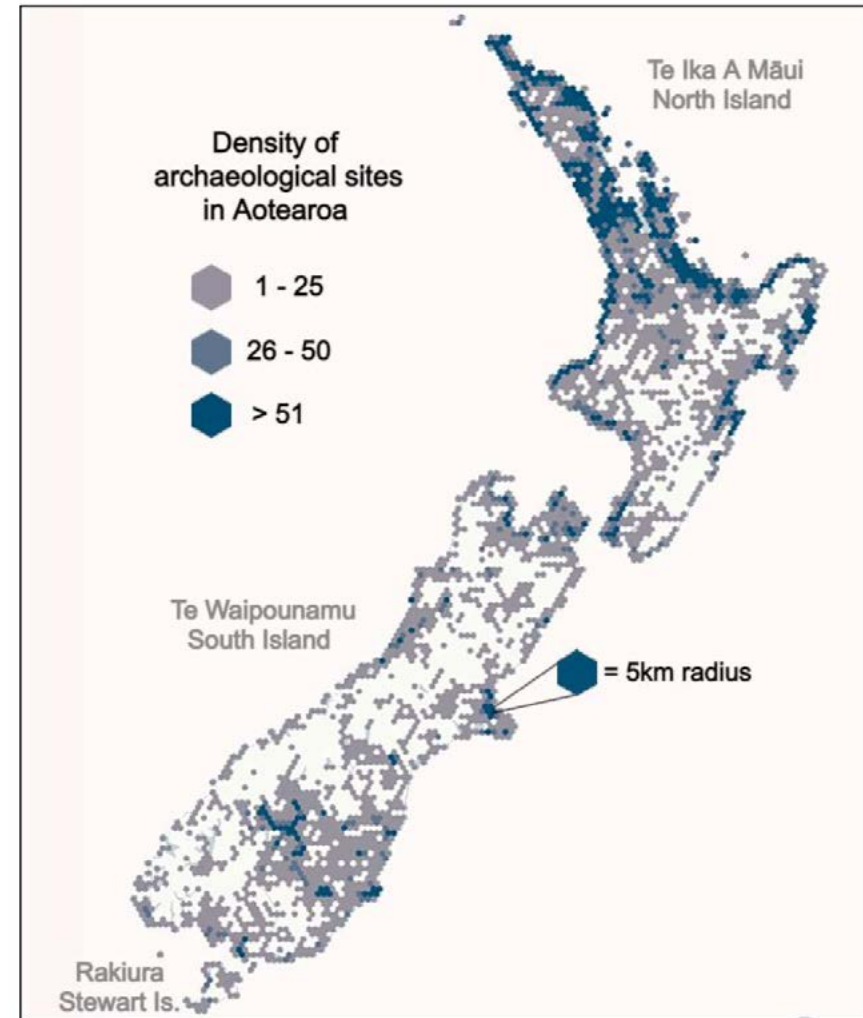 Te Ika A Māui
North Island
Density of
archaeological sites
in Aotearoa
1 - 25
26 - 50
> 51
Te Waipounamu
South Island
= 5km radius
Rakiura
Stewart Is.